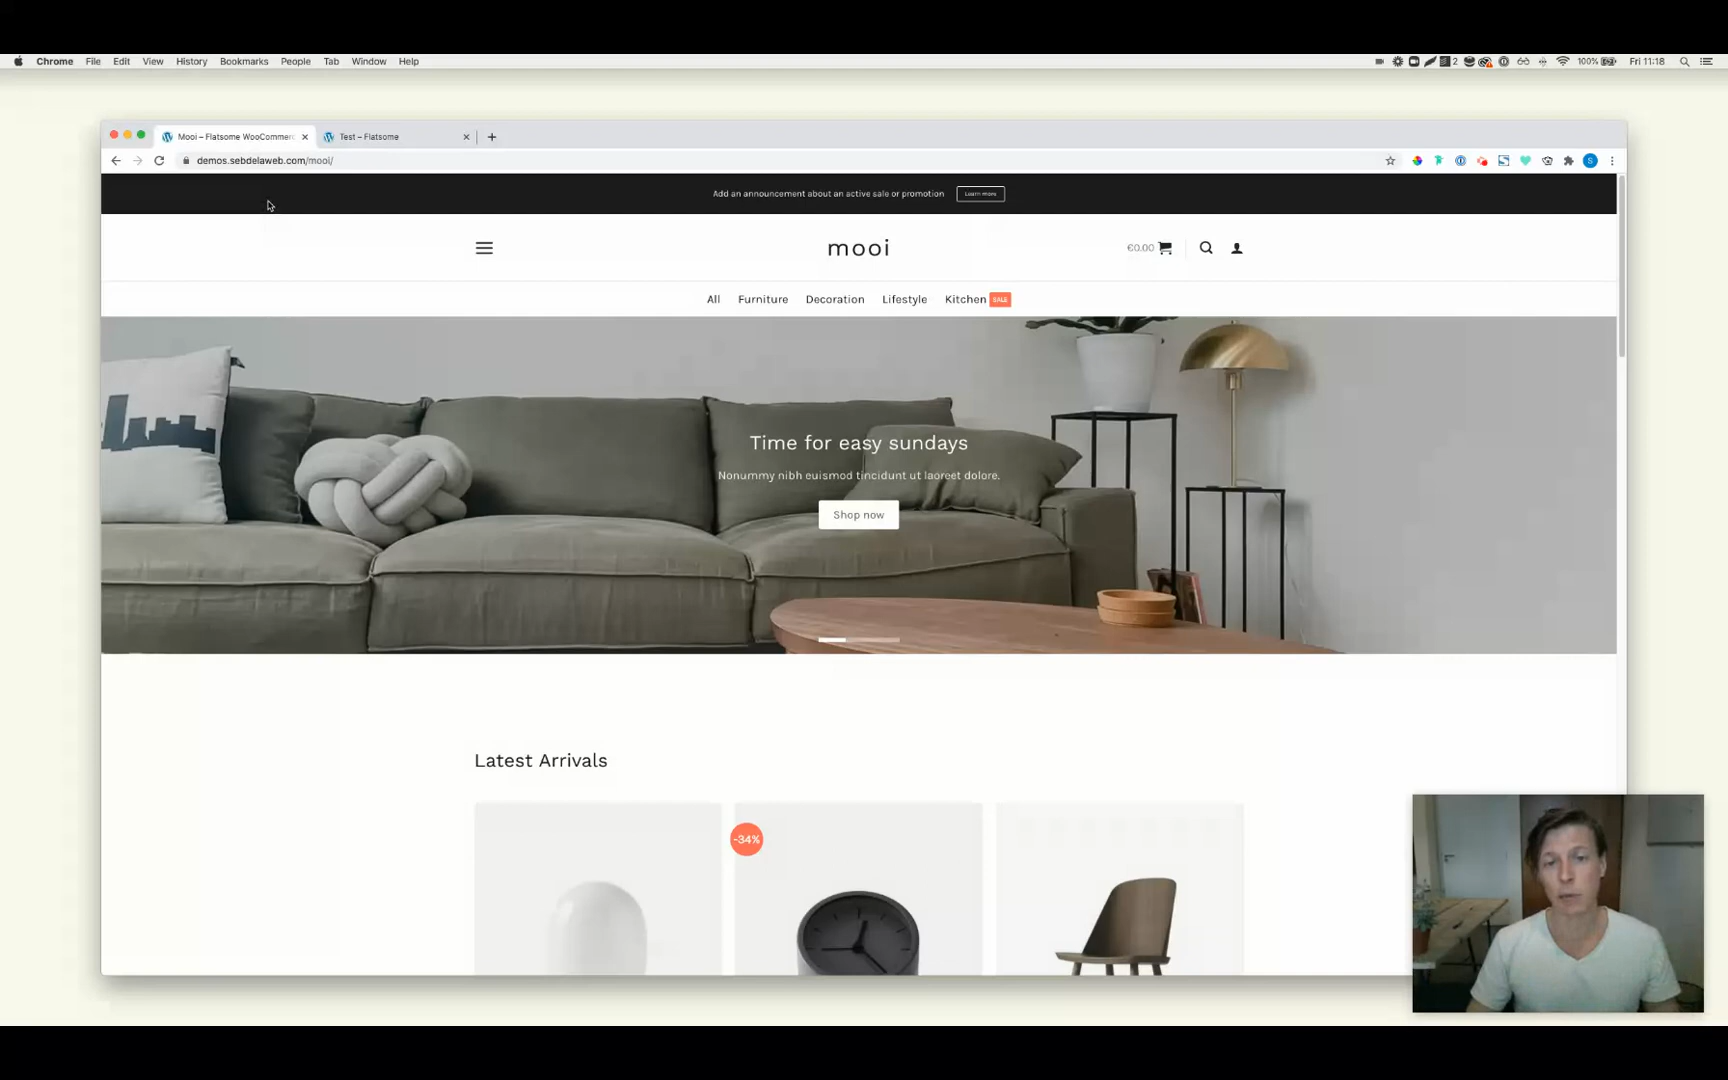 Chrome File Edit View History Bookmarks People Tab Window Help
2 100% Fri 11:18
Mooi – Flatsome WooCommerc Test – Flatsome
demos.sebdelaweb.com/mooi/
Add an announcement about an active sale or promotion Learn more
mooi
€0.00
All Furniture Decoration Lifestyle Kitchen SALE
Time for easy sundays
Nonummy nibh euismod tincidunt ut laoreet dolore.
Shop now
Latest Arrivals
-34%